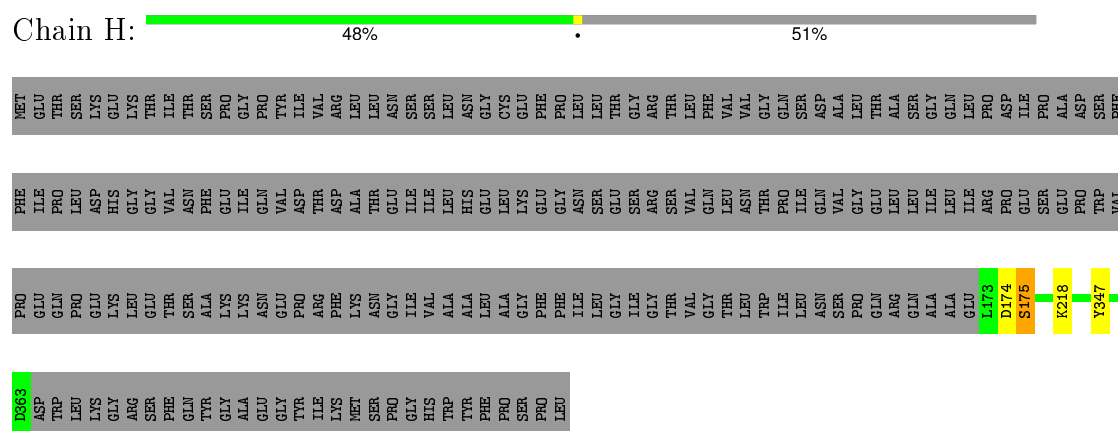 Chain H:
48% • 51%
MET GLU THR SER LYS GLU LYS THR ILE THR SER PRO GLY PRO TYR ILE VAL ARG LEU LEU ASN SER SER LEU ASN GLY CYS GLU PHE PRO LEU LEU THR GLY ARG THR LEU PHE VAL VAL GLY GLN SER ASP ALA LEU THR ALA SER GLY GLN LEU PRO ASP ILE PRO ALA ASP SER PHE
PHE ILE PRO LEU ASP HIS GLY GLY VAL ASN PHE GLU ILE GLN VAL ASP THR ASP ALA THR GLU ILE ILE LEU HIS GLU LEU LYS GLU GLY ASN SER GLU SER ARG SER VAL GLN LEU ASN THR PRO ILE GLN VAL GLY GLU LEU LEU ILE LEU ILE ARG PRO GLU SER GLU PRO TRP VAL
PRO GLU GLN PRO GLU LYS LEU GLU THR SER ALA LYS LYS ASN GLU PRO ARG PHE LYS ASN GLY ILE VAL ALA ALA LEU ALA GLY PHE PHE ILE LEU GLY ILE GLY THR VAL GLY THR LEU TRP ILE LEU ASN SER PRO GLN ARG GLN ALA ALA GLU L173 D174 S175 K218 Y347
D363 ASP TRP LEU LYS GLY ARG SER PHE GLN TYR GLY ALA GLU GLY TYR ILE LYS MET SER PRO GLY HIS TRP TYR PHE PRO SER PRO LEU